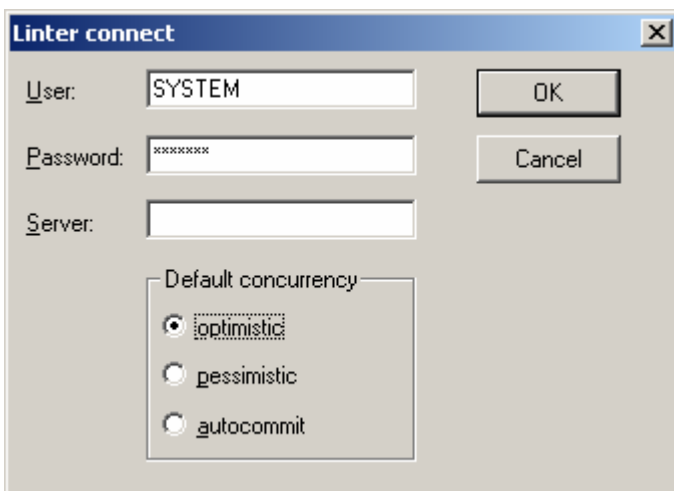 Linter connect
User: SYSTEM OK
Password: ******* Cancel
Server:
Default concurrency
optimistic
pessimistic
autocommit